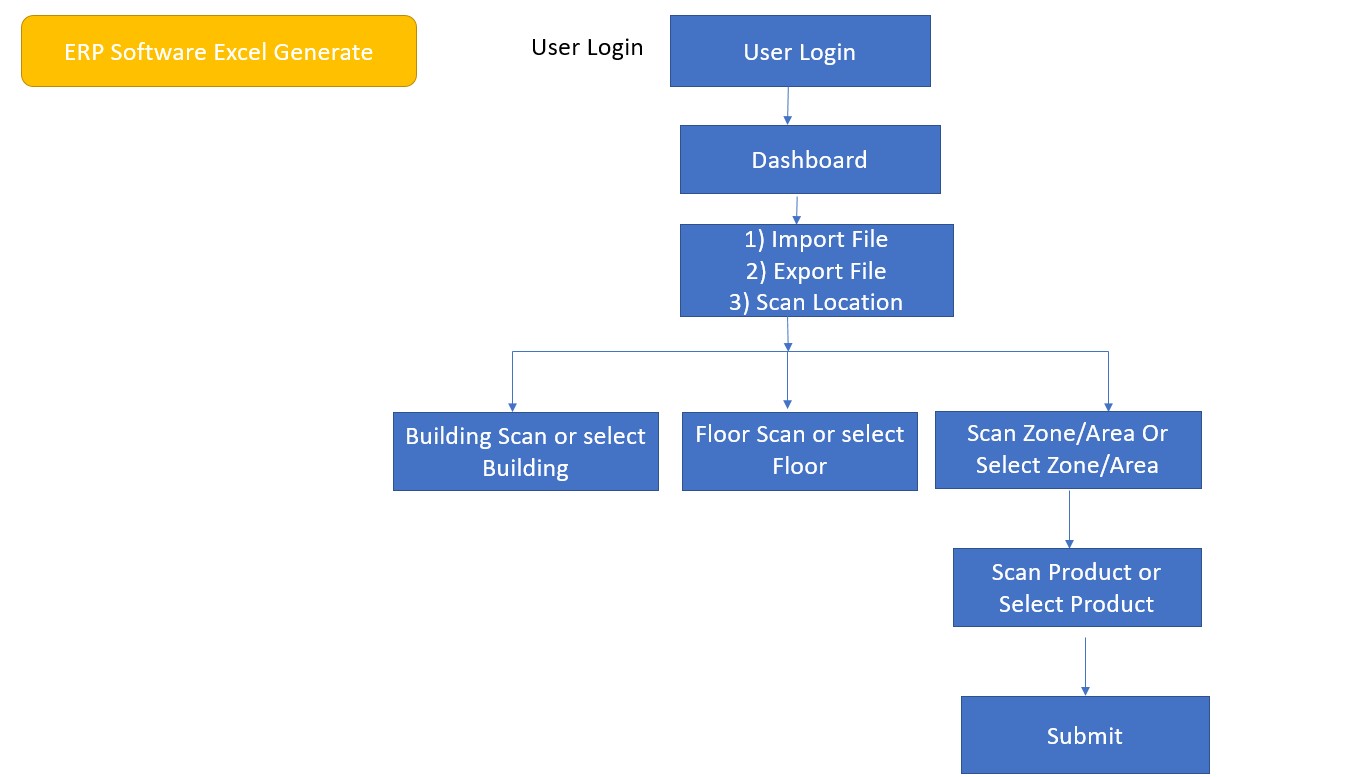 ERP Software Excel Generate
User Login
User Login
Dashboard
1) Import File
2) Export File
3) Scan Location
Building Scan or select
Building
Floor Scan or select
Floor
Scan Zone/Area Or
Select Zone/Area
Scan Product or
Select Product
Submit